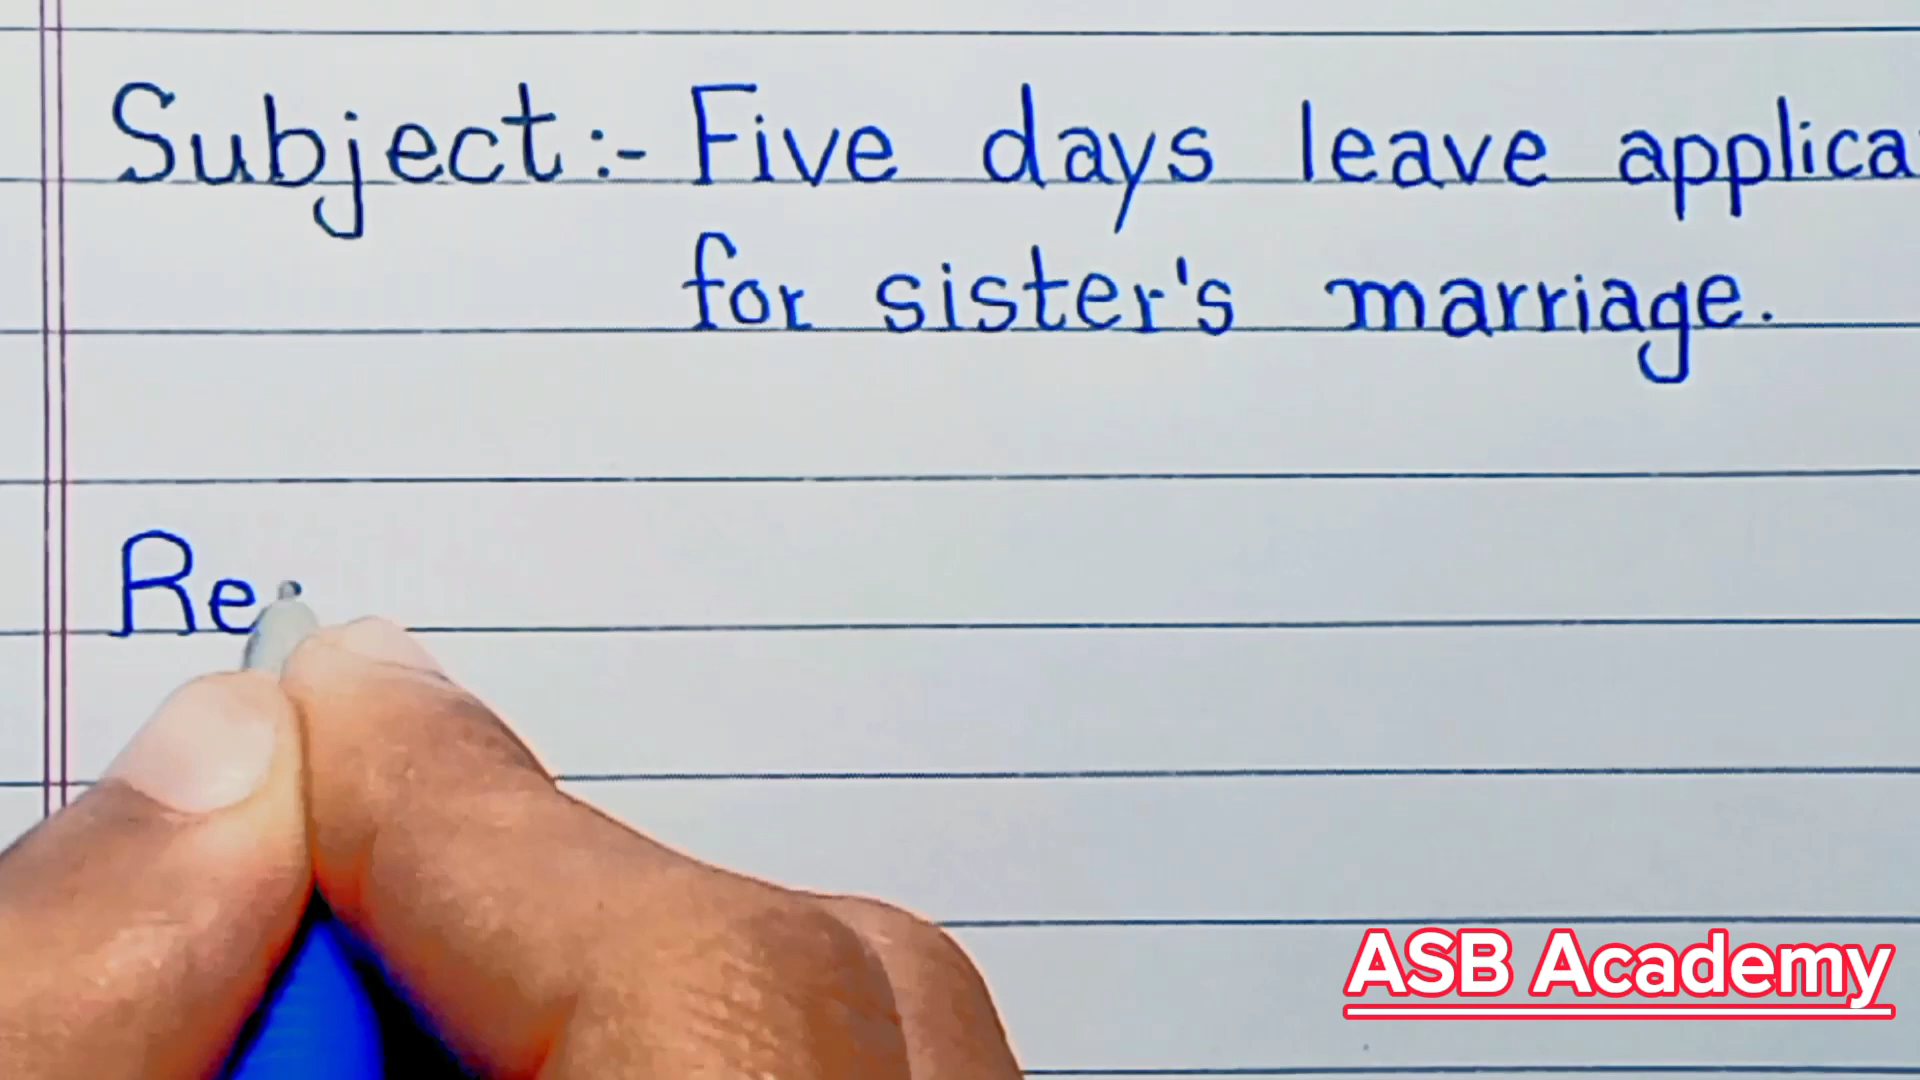 Subject:- Five days leave applica
for sister's marriage.
Re
ASB Academy